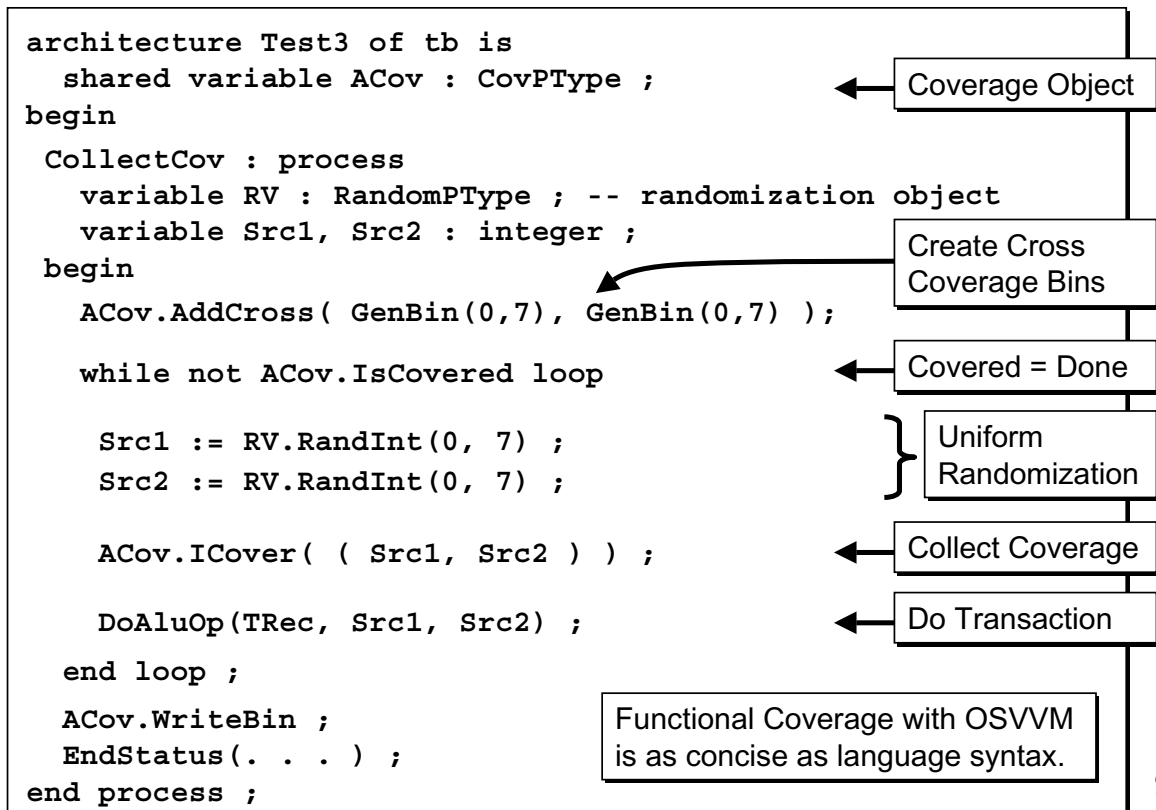 architecture Test3 of tb is
shared variable ACov : CovPType ;
Coverage Object
begin
CollectCov : process
variable RV : RandomPType ; -- randomization object
variable Src1, Src2 : integer ;
Create Cross
Coverage Bins
begin
ACov.AddCross( GenBin(0,7), GenBin(0,7) );
while not ACov.IsCovered loop
Covered = Done
Src1 := RV.RandInt(0, 7) ;
Src2 := RV.RandInt(0, 7) ;
Uniform
Randomization
ACov.ICover( ( Src1, Src2 ) ) ;
Collect Coverage
DoAluOp(TRec, Src1, Src2) ;
Do Transaction
end loop ;
ACov.WriteBin ;
EndStatus(. . . ) ;
end process ;
Functional Coverage with OSVVM
is as concise as language syntax.